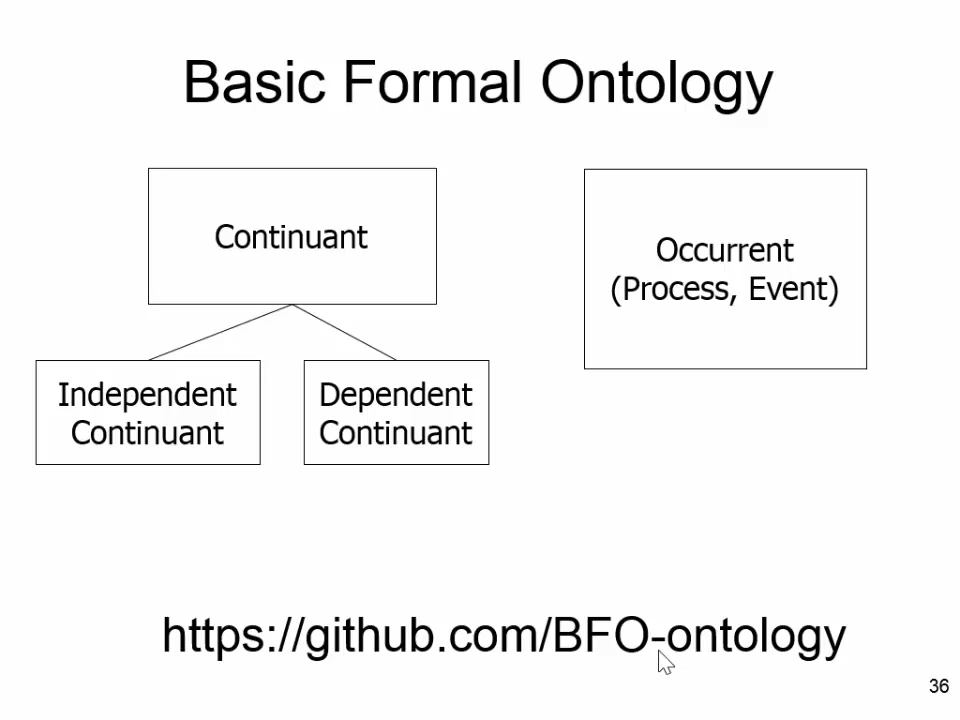 Basic Formal Ontology
Continuant
Occurrent
(Process, Event)
Independent
Continuant
Dependent
Continuant
https://github.com/BFO-ontology
36